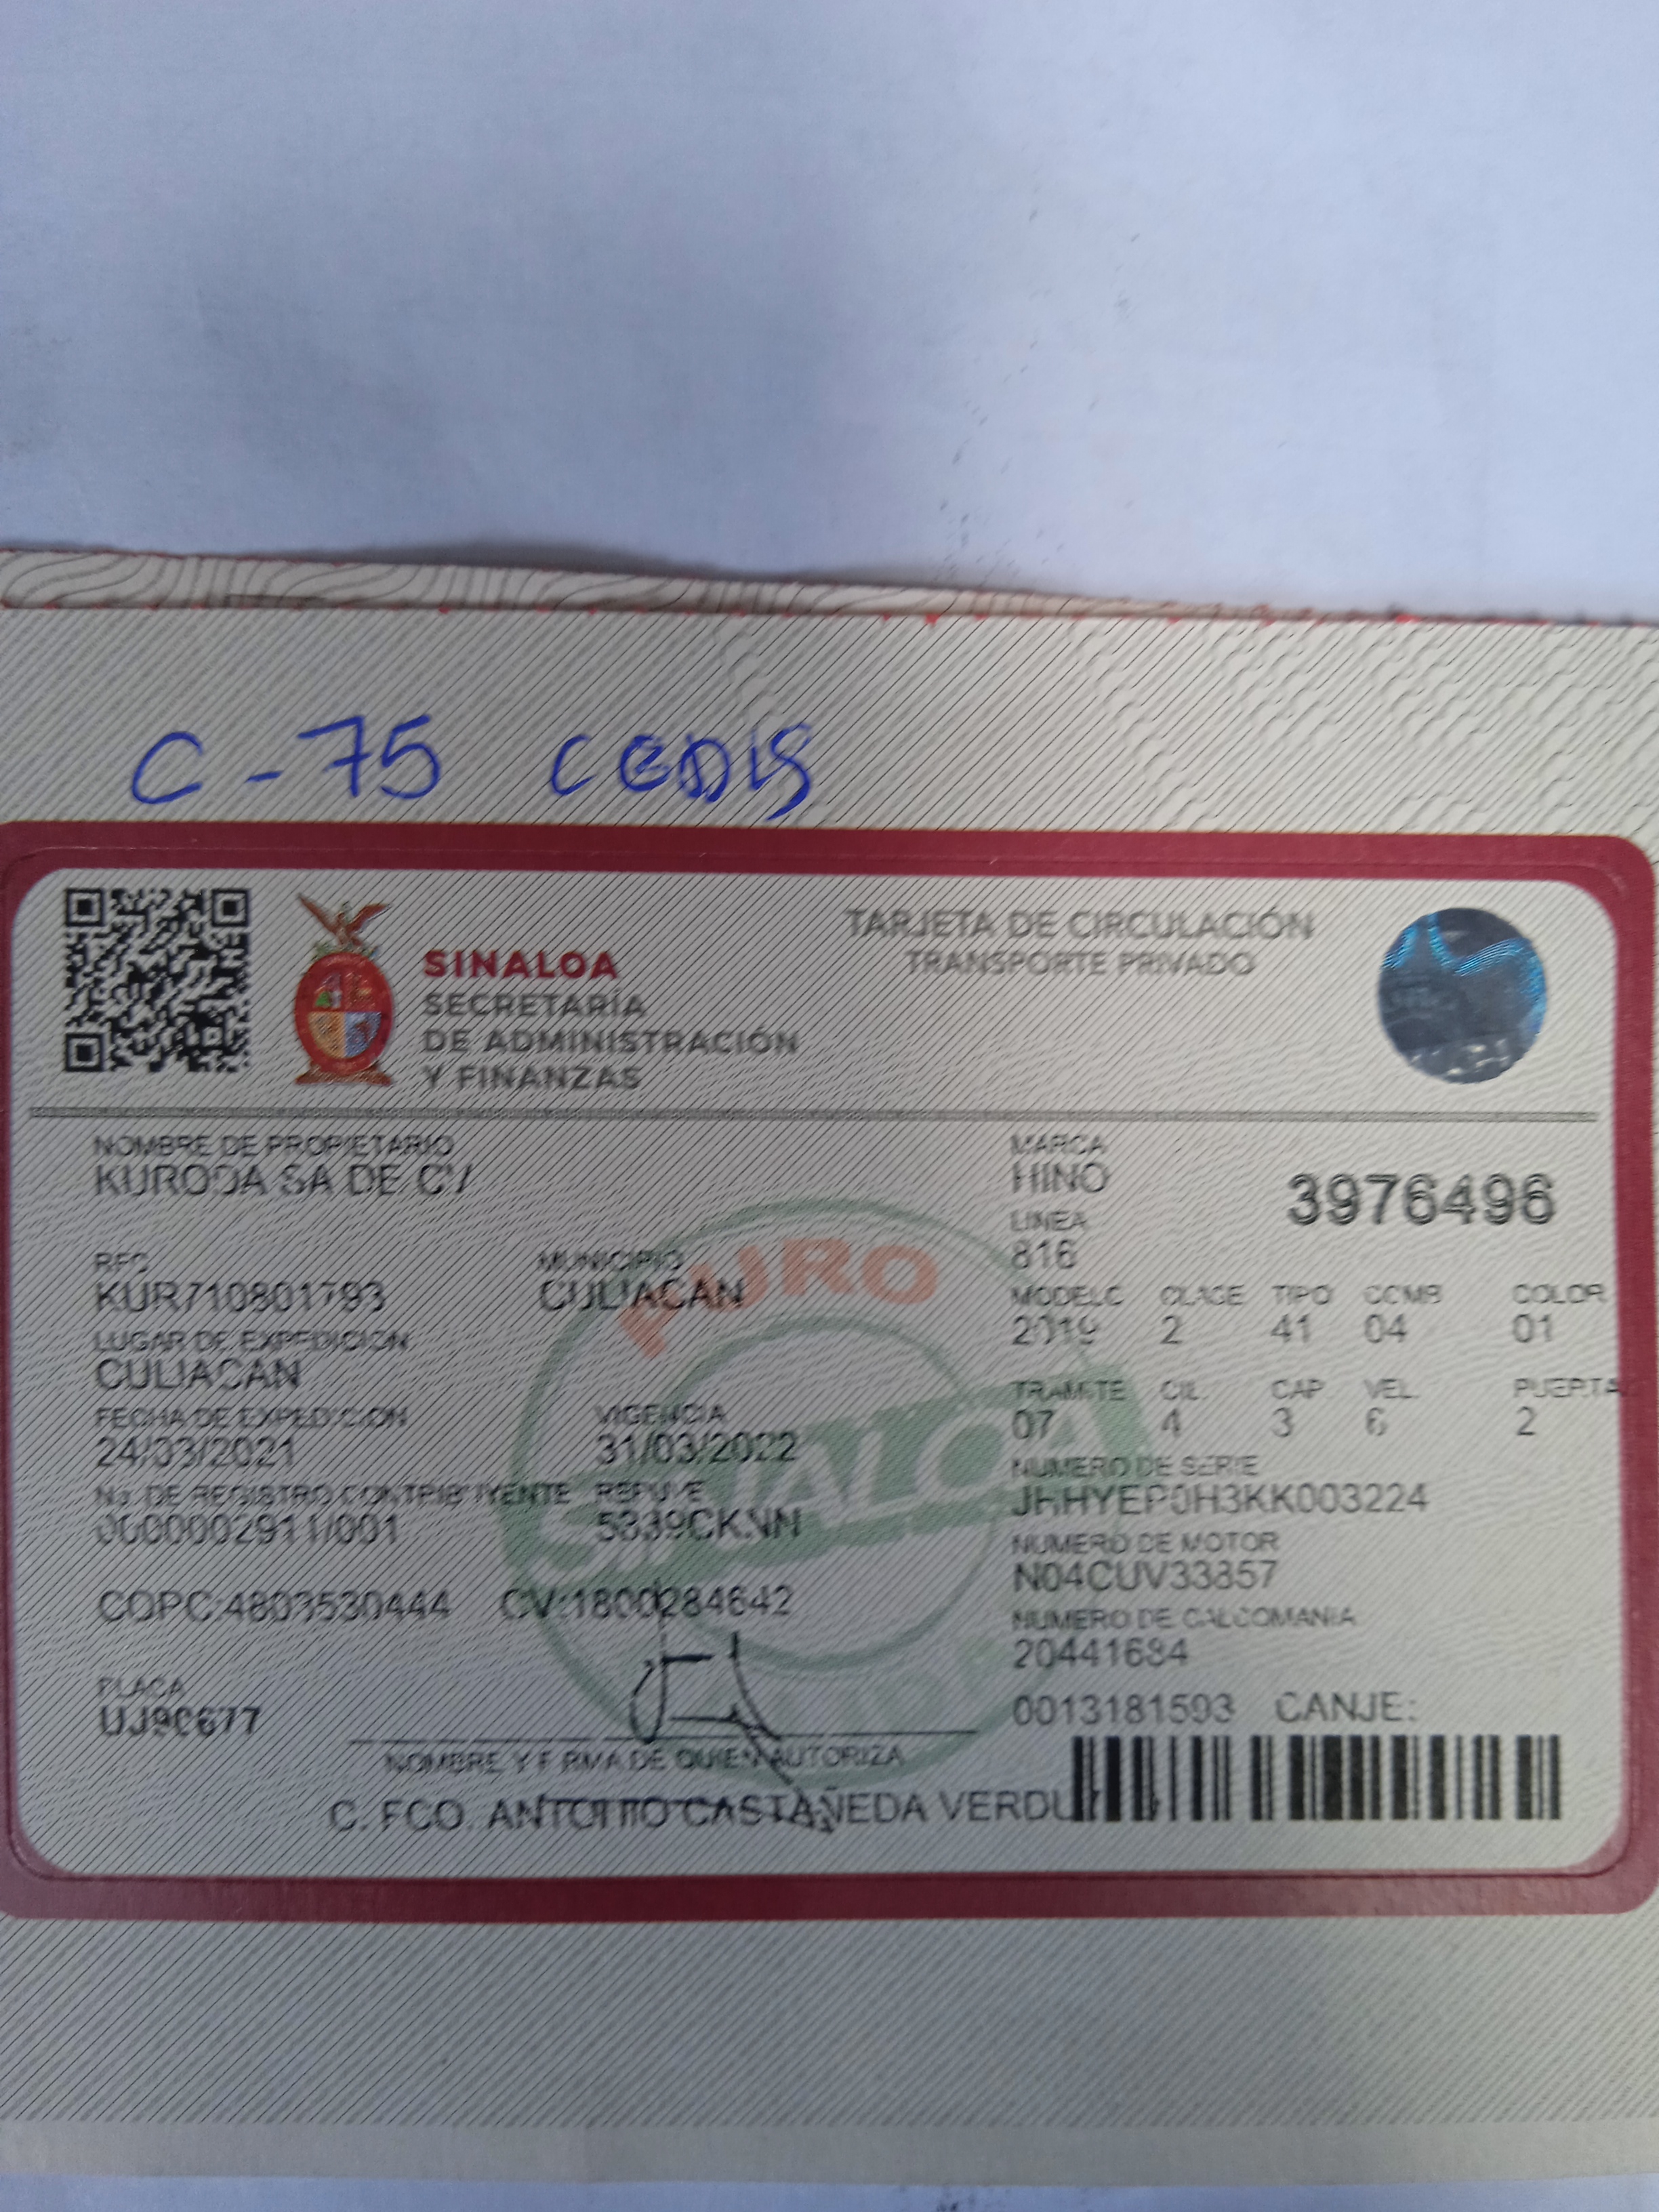 C-75 CEDIS
SINALOA
SECRETARÍA
DE ADMINISTRACIÓN
Y FINANZAS
TARJETA DE CIRCULACIÓN
TRANSPORTE PRIVADO
NOMBRE DE PROPIETARIO
KURODA SA DE CV
RFC
KUR710801793
MUNICIPIO
CULIACAN
LUGAR DE EXPEDICION
CULIACAN
FECHA DE EXPEDICION
24/03/2021
VIGENCIA
31/03/2022
No. DE REGISTRO CONTRIBUYENTE
0000002911/001
REPUVE
COPC:4803530444 CV:1800284642
PLACA
UJ90677
NOMBRE Y FIRMA DE QUIEN AUTORIZA
C. FCO. ANTONIO CASTAÑEDA VERDU
MARCA
HINO
3976496
LINEA
816
MODELO CLASE TIPO COMB COLOR
2019 2 41 04 01
TRAMITE CIL CAP VEL PUERTA
07 4 3 6 2
NUMERO DE SERIE
JHHYEP0H3KK003224
NUMERO DE MOTOR
N04CUV33857
NUMERO DE CALCOMANIA
20441684
0013181593 CANJE:
PURO
SINALOA